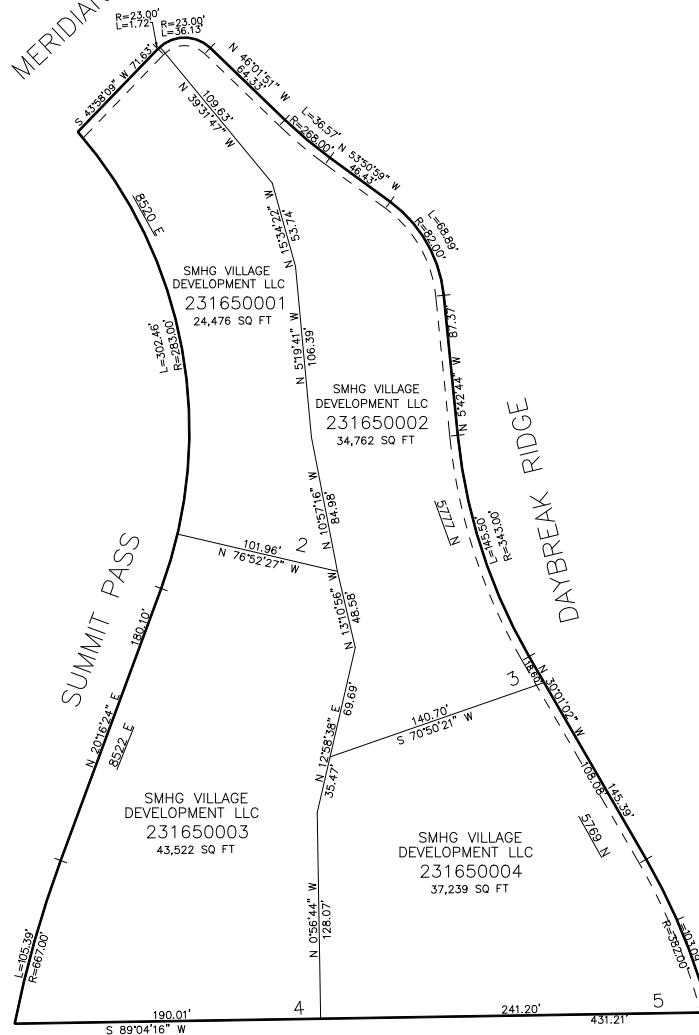 MERIDIAN
R=23.00'
L=1.72'
R=23.00'
L=36.13'
S 43°58'09" W 71.63'
N 46°01'51" W
64.33'
109.63'
N 39°31'47" W
L=36.57'
R=268.00'
N 53°50'59" W
46.43'
8520 E
N 15°34'22" W
53.74'
L=68.89'
R=82.00'
SMHG VILLAGE
DEVELOPMENT LLC
231650001
24,476 SQ FT
L=302.46'
R=283.00'
N 5°19'41" W
106.39'
87.37'
N 5°42'44" W
SMHG VILLAGE
DEVELOPMENT LLC
231650002
34,762 SQ FT
DAYBREAK RIDGE
N 10°57'16" W
84.98'
5777 N
L=145.50'
R=343.00'
2
101.96'
N 76°52'27" W
SUMMIT PASS
N 13°10'56" W
48.58'
180.10'
N 20°16'24" E
8522 E
3
118.60'
N 30°01'02" W
140.70'
S 70°50'21" W
69.69'
N 12°58'38" E
35.47'
108.08'
145.39'
5769 N
SMHG VILLAGE
DEVELOPMENT LLC
231650003
43,522 SQ FT
SMHG VILLAGE
DEVELOPMENT LLC
231650004
37,239 SQ FT
N 0°56'44" W
128.07'
L=105.39'
R=667.00'
L=103.09'
R=382.00'
190.01'
4
241.20'
5
S 89°04'16" W
431.21'